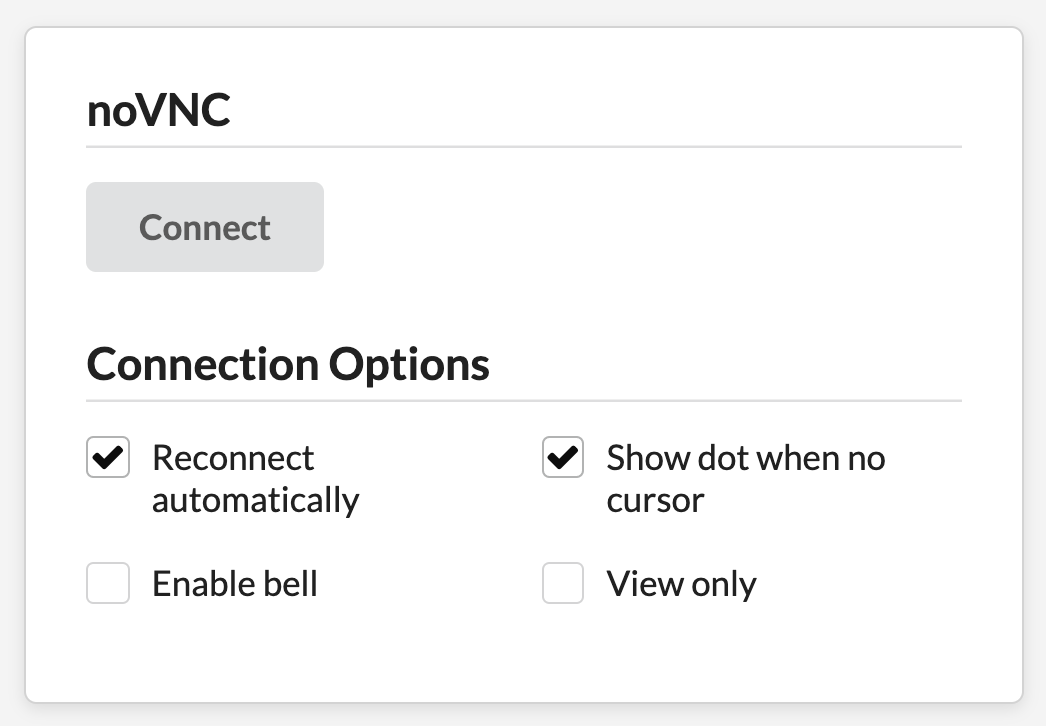 noVNC
Connect
Connection Options
Reconnect
automatically
Show dot when no
cursor
Enable bell
View only